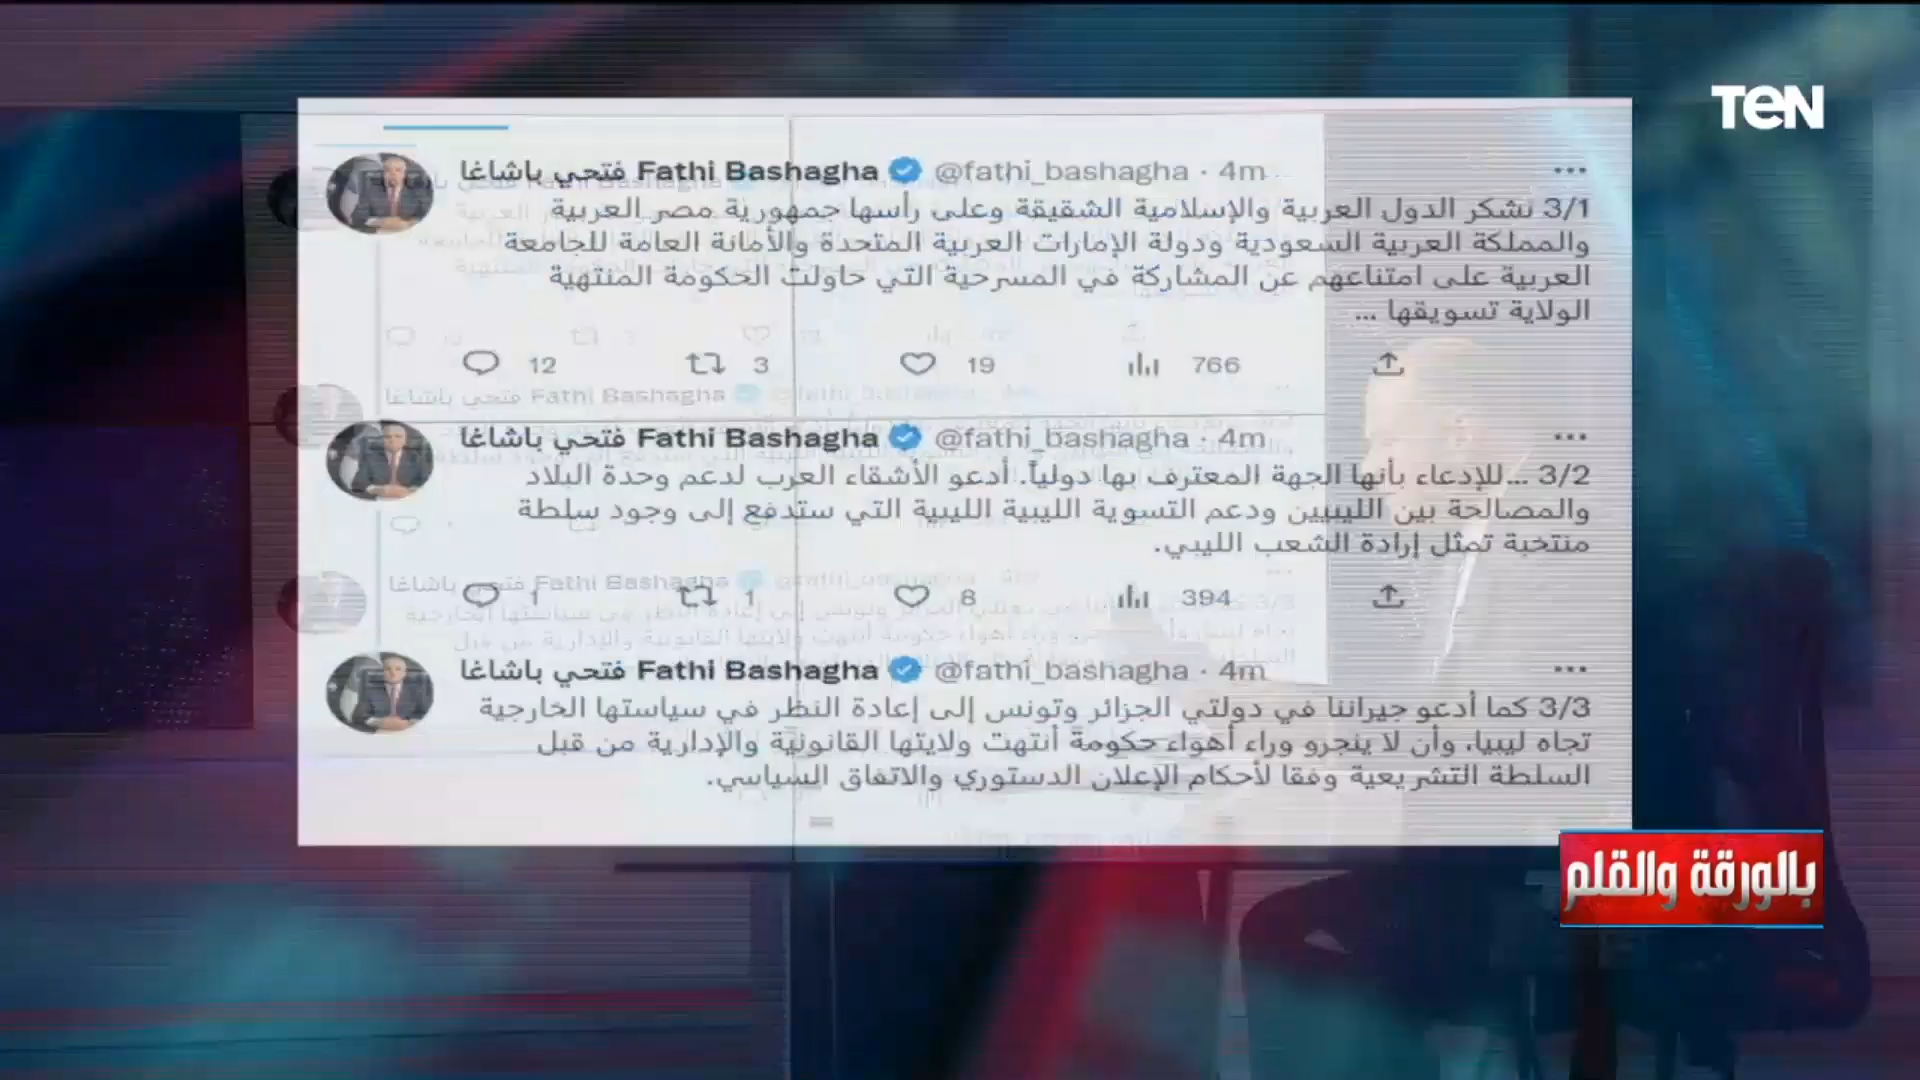 TeN
فتحي باشاغا Fathi Bashagha @fathi_bashagha · 4m
3/1 نشكر الدول العربية والإسلامية الشقيقة وعلى رأسها جمهورية مصر العربية
والمملكة العربية السعودية ودولة الإمارات العربية المتحدة والأمانة العامة للجامعة
العربية على امتناعهم عن المشاركة في المسرحية التي حاولت الحكومة المنتهية
الولاية تسويقها ...
12 3 19 766
فتحي باشاغا Fathi Bashagha @fathi_bashagha · 4m
3/2 ...للإدعاء بأنها الجهة المعترف بها دولياً. أدعو الأشقاء العرب لدعم وحدة البلاد
والمصالحة بين الليبيين ودعم التسوية الليبية الليبية التي ستدفع إلى وجود سلطة
منتخبة تمثل إرادة الشعب الليبي.
1 1 8 394
فتحي باشاغا Fathi Bashagha @fathi_bashagha · 4m
3/3 كما أدعو جيراننا في دولتي الجزائر وتونس إلى إعادة النظر في سياستها الخارجية
تجاه ليبيا، وأن لا ينجرو وراء أهواء حكومة أنتهت ولايتها القانونية والإدارية من قبل
السلطة التشريعية وفقا لأحكام الإعلان الدستوري والاتفاق السياسي.
بالورقة والقلم